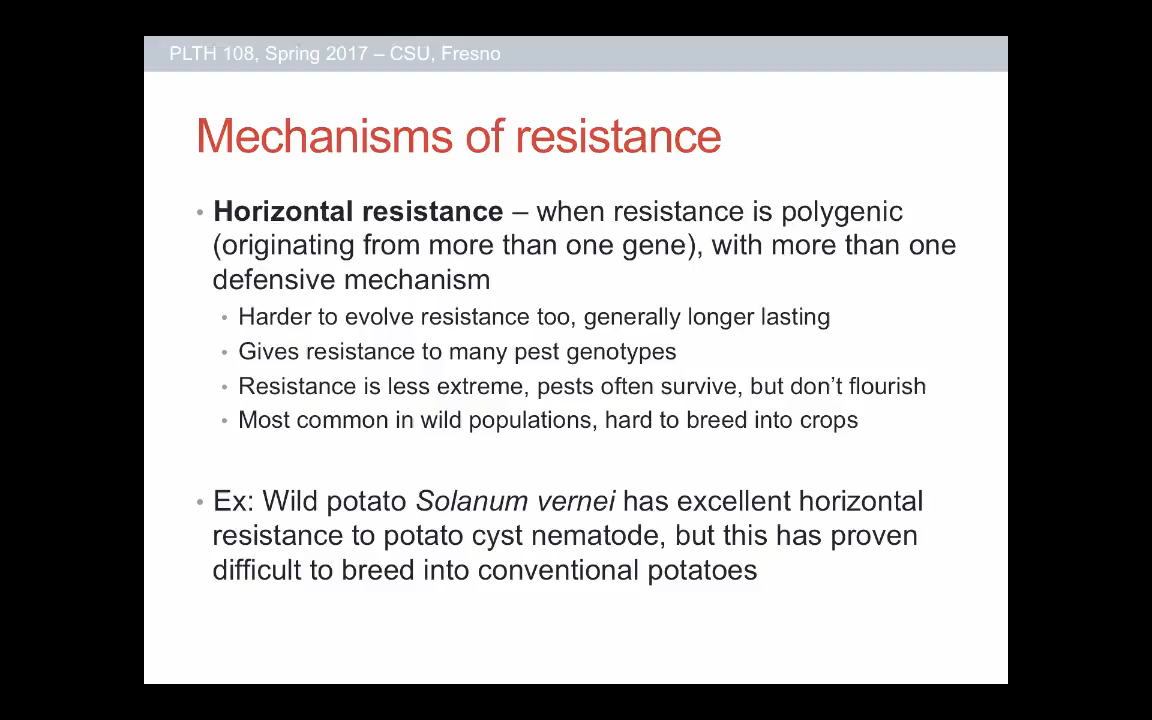 PLTH 108, Spring 2017 – CSU, Fresno
Mechanisms of resistance
• Horizontal resistance – when resistance is polygenic
(originating from more than one gene), with more than one
defensive mechanism
• Harder to evolve resistance too, generally longer lasting
• Gives resistance to many pest genotypes
• Resistance is less extreme, pests often survive, but don’t flourish
• Most common in wild populations, hard to breed into crops
• Ex: Wild potato Solanum vernei has excellent horizontal
resistance to potato cyst nematode, but this has proven
difficult to breed into conventional potatoes